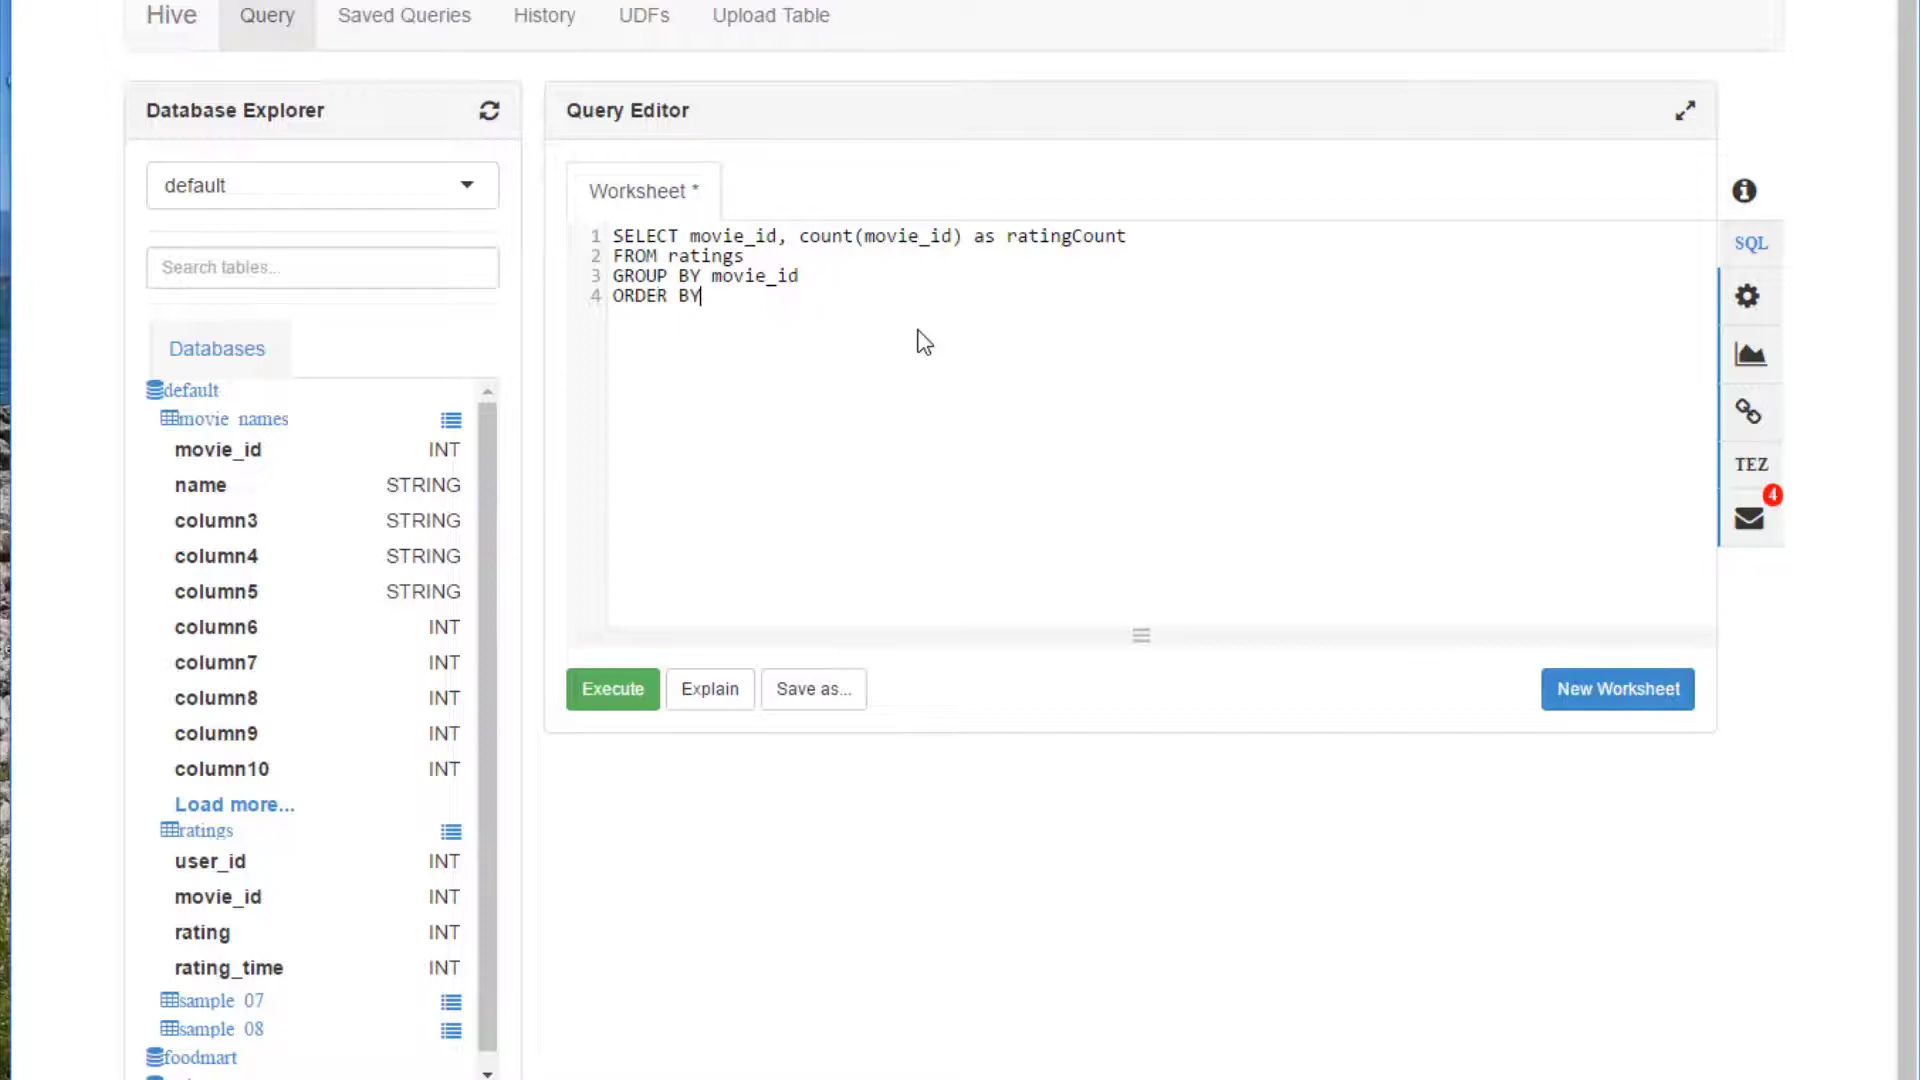 Hive Query Saved Queries History UDFs Upload Table
Database Explorer
default
Search tables...
Databases
default
movie_names
movie_id INT
name STRING
column3 STRING
column4 STRING
column5 STRING
column6 INT
column7 INT
column8 INT
column9 INT
column10 INT
Load more...
ratings
user_id INT
movie_id INT
rating INT
rating_time INT
sample_07
sample_08
foodmart
Query Editor
Worksheet *
1 SELECT movie_id, count(movie_id) as ratingCount
2 FROM ratings
3 GROUP BY movie_id
4 ORDER BY
Execute Explain Save as... New Worksheet
SQL
TEZ
4